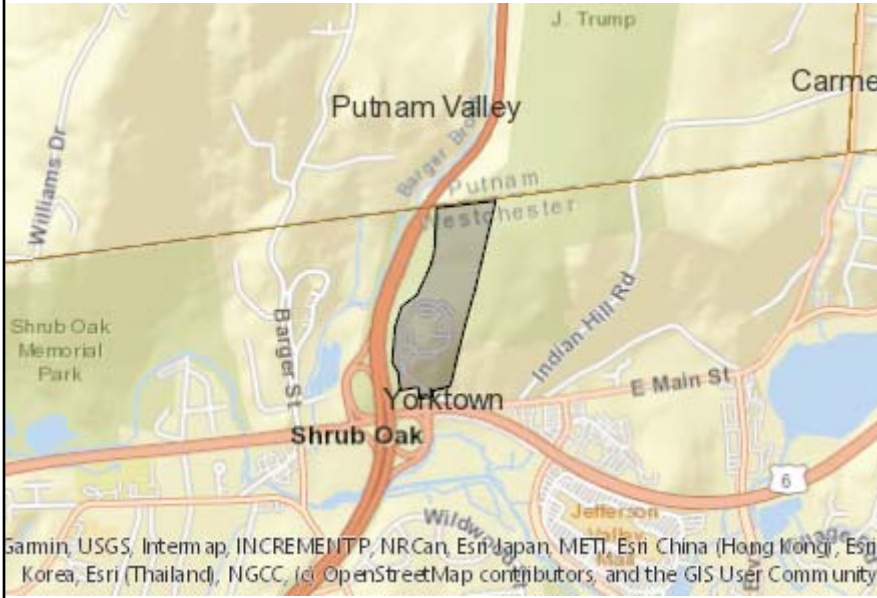 J. Trump
Carme
Putnam Valley
Williams Dr
Barger Brook
Putnam
Westchester
Shrub Oak
Memorial
Park
Barger St
Indian Hill Rd
E Main St
Yorktown
Shrub Oak
6
Jefferson
Valley
Mall
Garmin, USGS, Intermap, INCREMENT P, NRCan, Esri Japan, METI, Esri China (Hong Kong), Esri
Korea, Esri (Thailand), NGCC, (c) OpenStreetMap contributors, and the GIS User Community